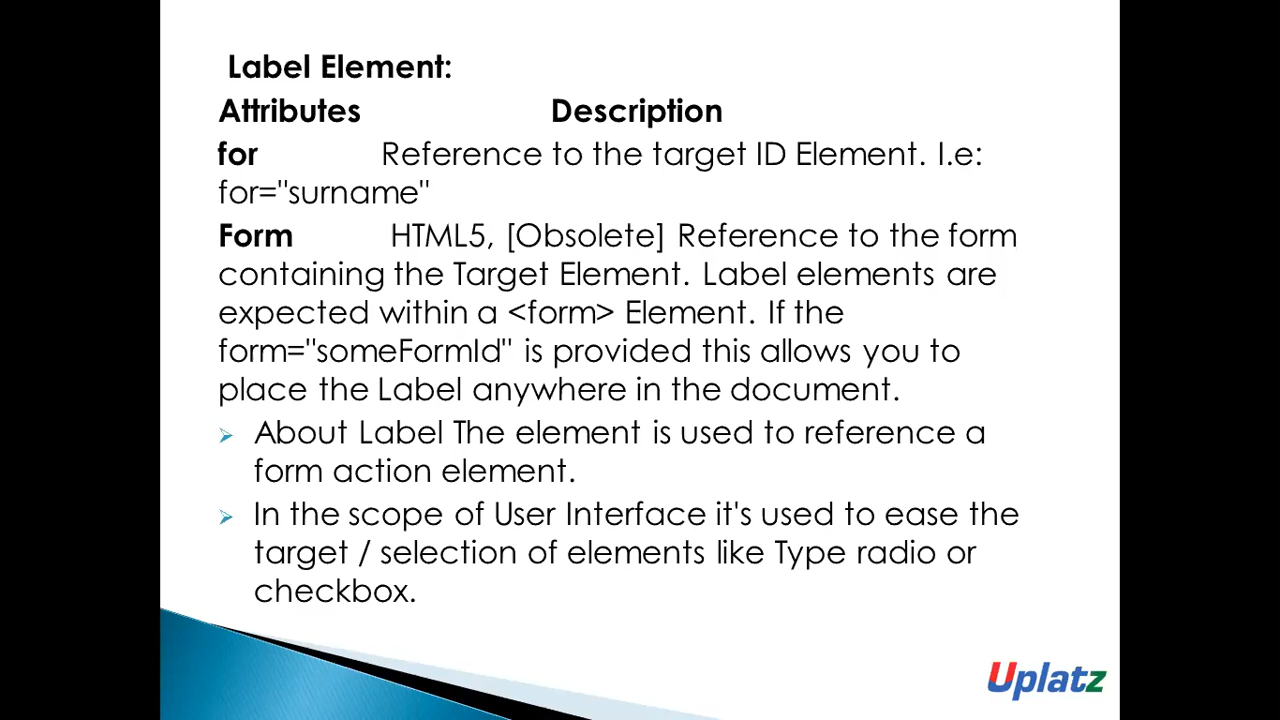 Label Element:
Attributes Description
for Reference to the target ID Element. I.e:
for="surname"
Form HTML5, [Obsolete] Reference to the form
containing the Target Element. Label elements are
expected within a <form> Element. If the
form="someFormId" is provided this allows you to
place the Label anywhere in the document.
About Label The element is used to reference a
form action element.
In the scope of User Interface it's used to ease the
target / selection of elements like Type radio or
checkbox.
Uplatz